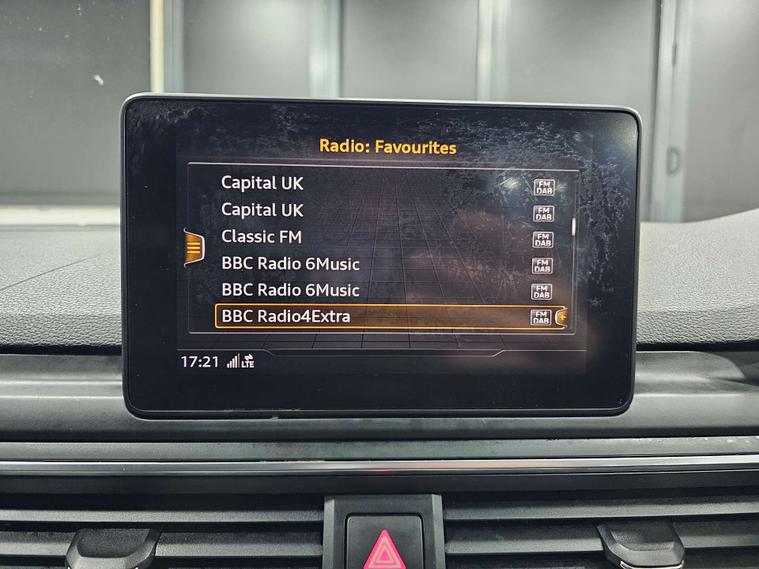 Radio: Favourites
Capital UK FM DAB
Capital UK FM DAB
Classic FM FM DAB
BBC Radio 6Music FM DAB
BBC Radio 6Music FM DAB
BBC Radio4Extra FM DAB
17:21 LTE